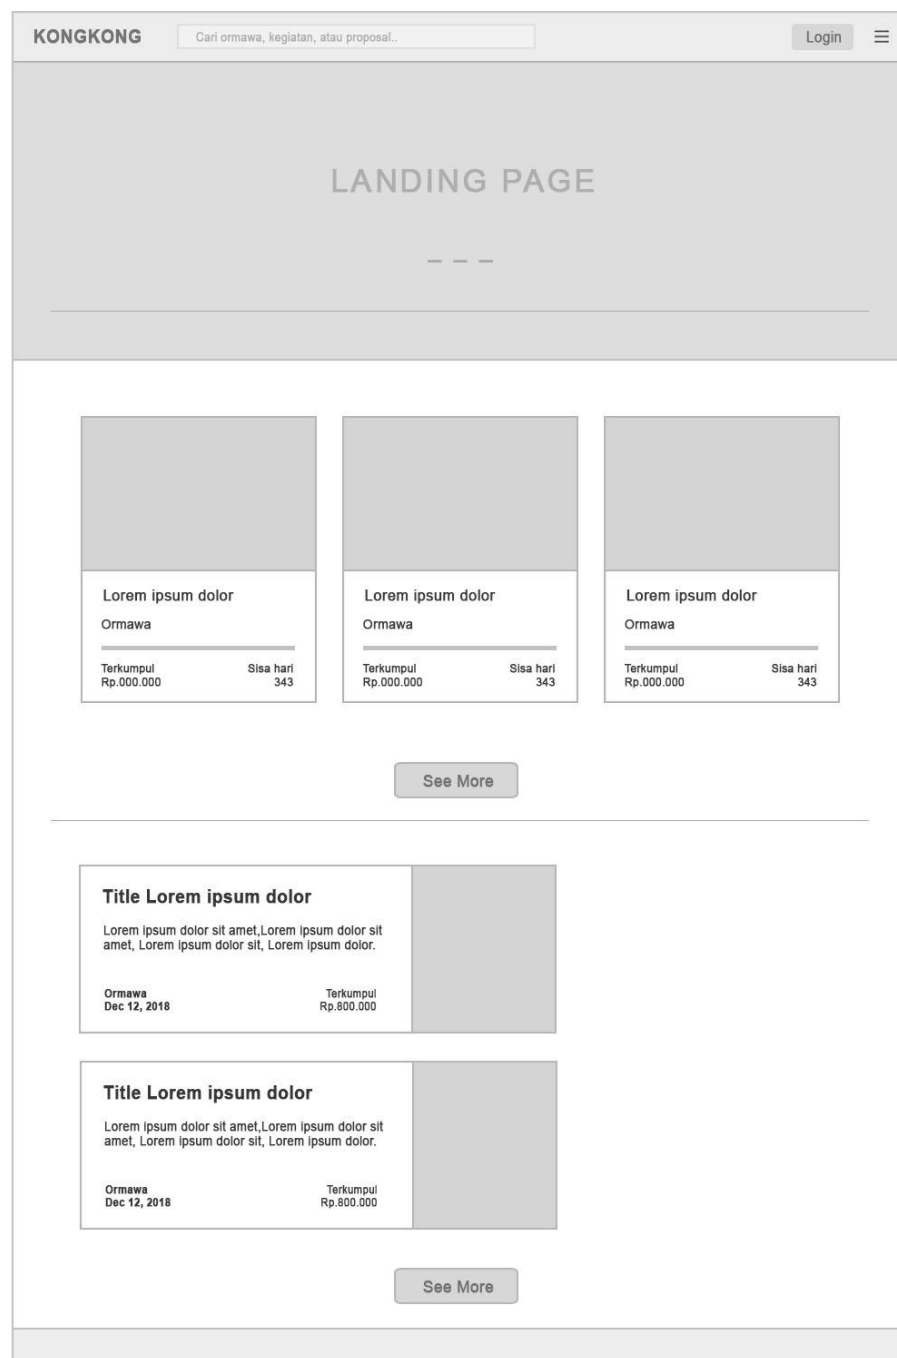 KONGKONG
Cari ormawa, kegiatan, atau proposal..
Login
LANDING PAGE
Lorem ipsum dolor
Ormawa
Terkumpul
Rp.000.000
Sisa hari
343
Lorem ipsum dolor
Ormawa
Terkumpul
Rp.000.000
Sisa hari
343
Lorem ipsum dolor
Ormawa
Terkumpul
Rp.000.000
Sisa hari
343
See More
Title Lorem ipsum dolor
Lorem ipsum dolor sit amet,Lorem ipsum dolor sit
amet, Lorem ipsum dolor sit, Lorem ipsum dolor.
Ormawa
Dec 12, 2018
Terkumpul
Rp.800.000
Title Lorem ipsum dolor
Lorem ipsum dolor sit amet,Lorem ipsum dolor sit
amet, Lorem ipsum dolor sit, Lorem ipsum dolor.
Ormawa
Dec 12, 2018
Terkumpul
Rp.800.000
See More